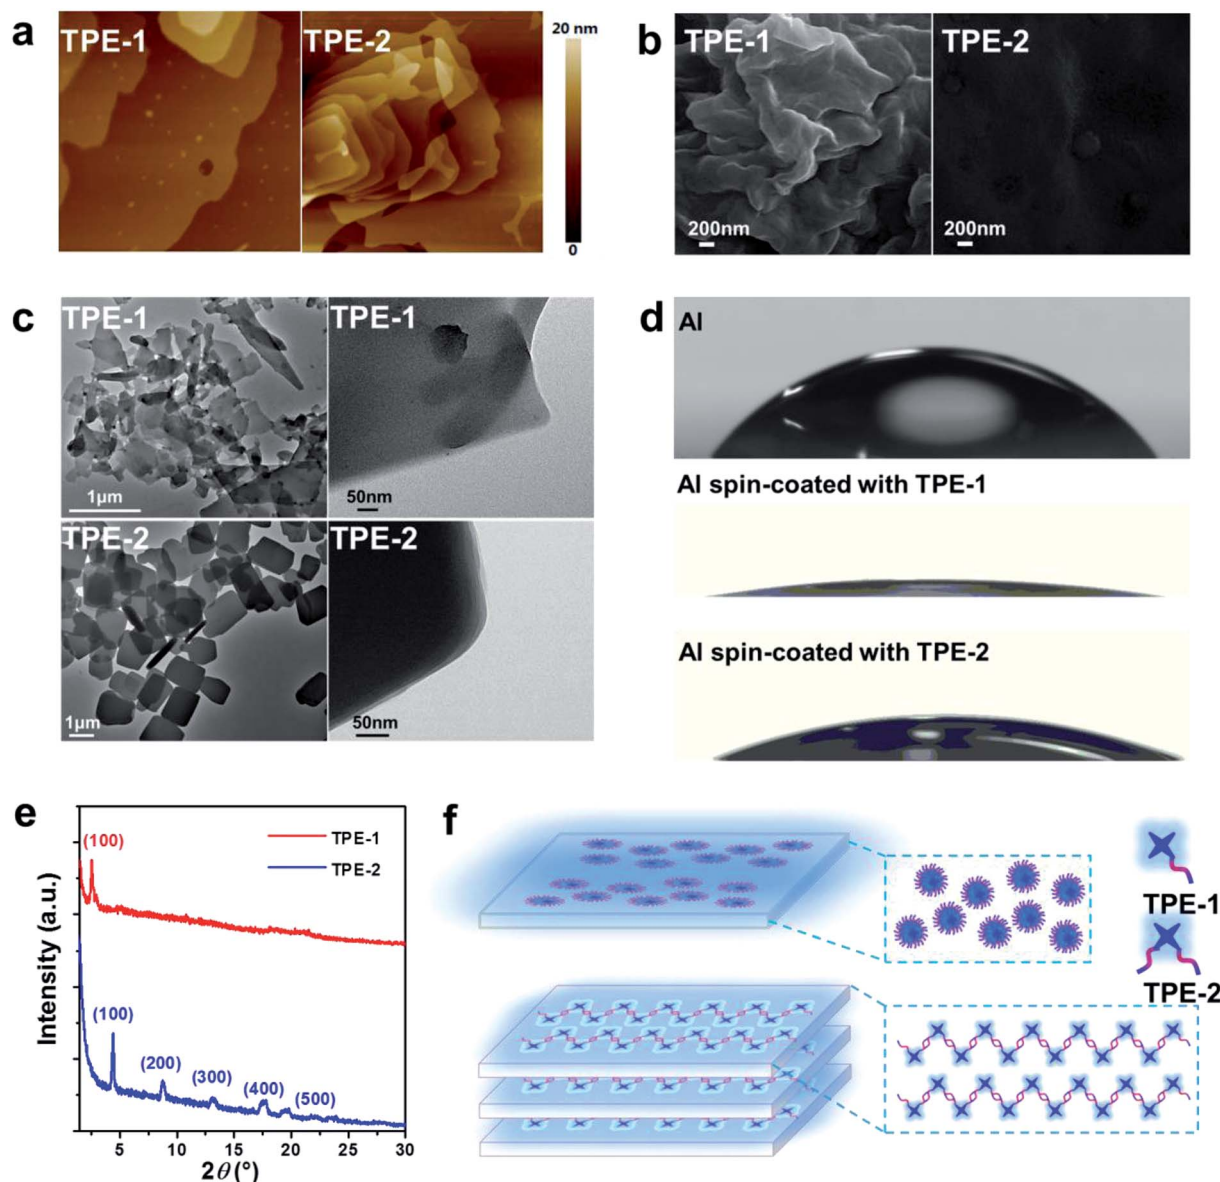 a
TPE-1
TPE-2
20 nm
0
b
TPE-1
TPE-2
200nm
200nm
c
TPE-1
TPE-1
1μm
50nm
TPE-2
TPE-2
1μm
50nm
d
Al
Al spin-coated with TPE-1
Al spin-coated with TPE-2
e
(100)
TPE-1
TPE-2
(100)
(200)
(300)
(400)
(500)
Intensity (a.u.)
5 10 15 20 25 30
2θ (°)
f
TPE-1
TPE-2